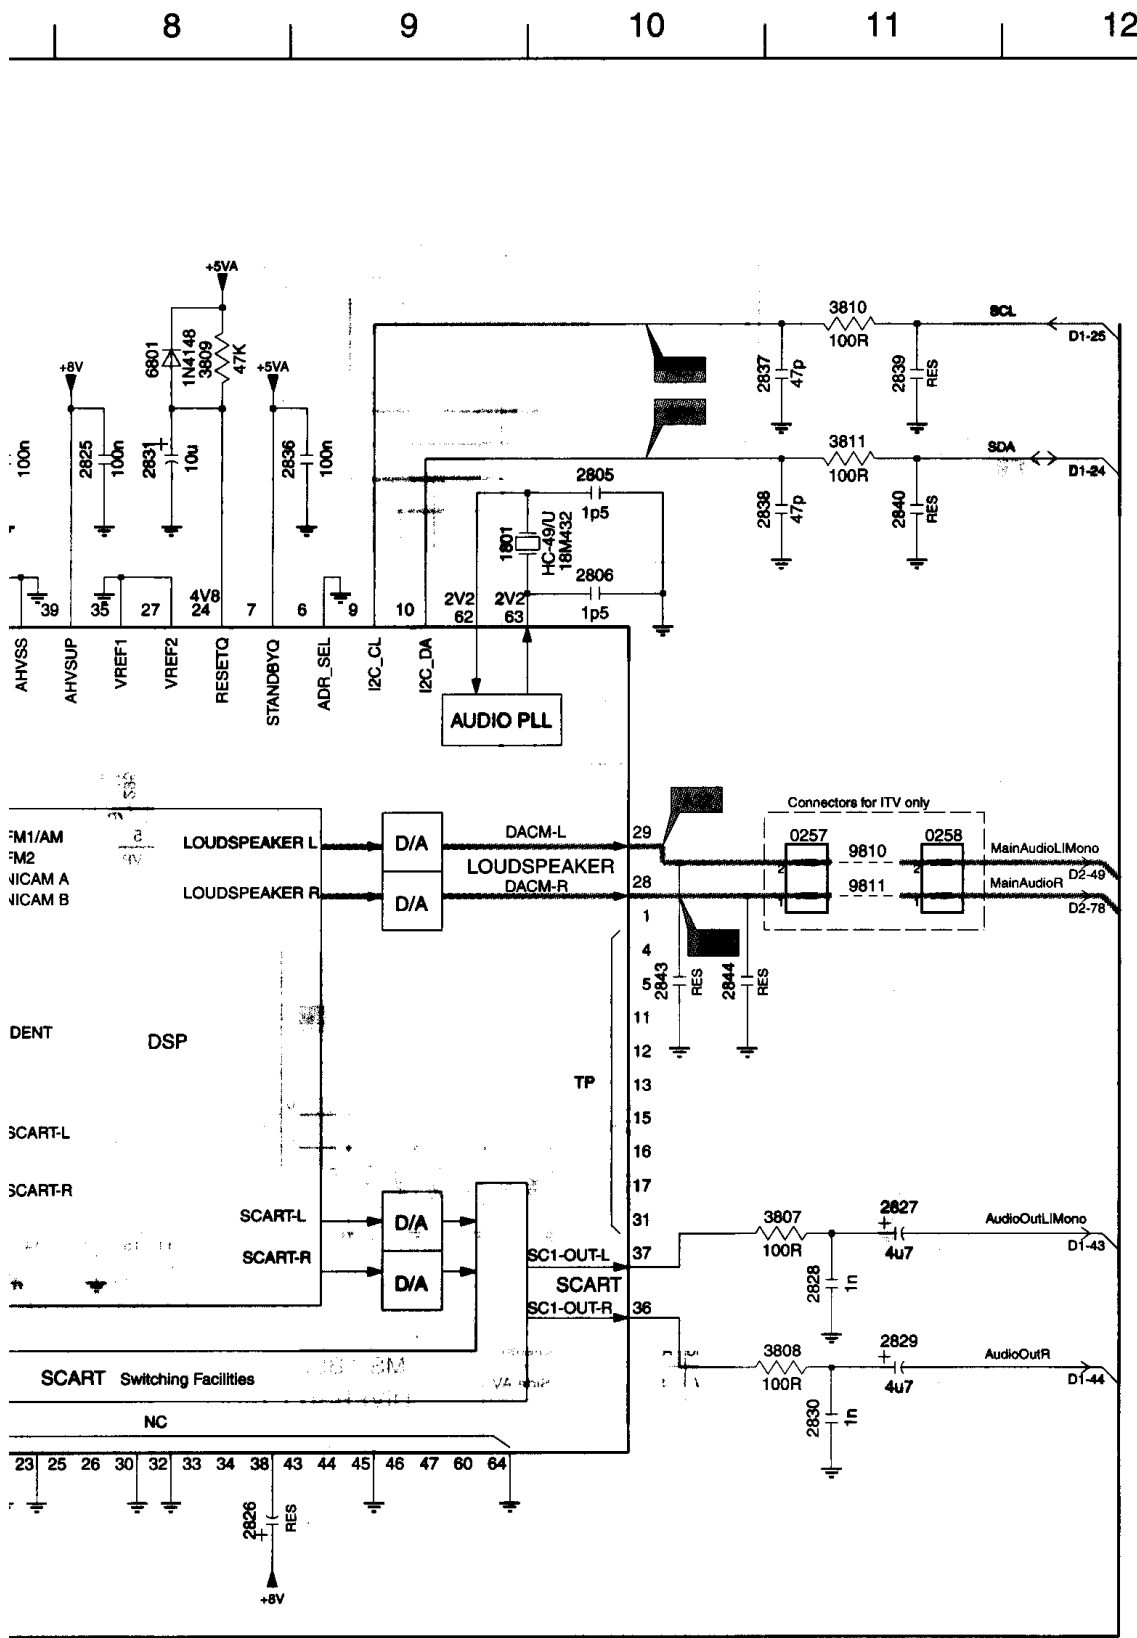 8 9 10 11 12
+5VA
6801
1N4148
3809
47K
+8V
+5VA
100n
2825
100n
2831
+
10u
2836
100n
3810
100R
SCL
D1-25
2837
47p
2839
RES
3811
100R
SDA
D1-24
2838
47p
2840
RES
2805
1p5
1801
HC-49/U
18M432
2806
1p5
4V8
2V2
2V2
39 35 27 24 7 6 9 10 62 63
AHVSS
AHVSUP
VREF1
VREF2
RESETQ
STANDBYQ
ADR_SEL
I2C_CL
I2C_DA
AUDIO PLL
FM1/AM
FM2
NICAM A
NICAM B
LOUDSPEAKER L
LOUDSPEAKER R
D/A
D/A
DACM-L
LOUDSPEAKER
DACM-R
29
28
1
4
5
11
12
13
15
16
17
31
37
36
TP
Connectors for ITV only
0257
0258
2
1
2
1
9810
9811
MainAudioL|Mono
D2-49
MainAudioR
D2-78
2843
RES
2844
RES
DENT
DSP
SCART-L
SCART-R
SCART-L
SCART-R
D/A
D/A
SC1-OUT-L
SCART
SC1-OUT-R
3807
100R
2827
+
4u7
AudioOutL|Mono
D1-43
2828
1n
3808
100R
2829
+
4u7
AudioOutR
D1-44
2830
1n
SCART Switching Facilities
NC
23 25 26 30 32 33 34 38 43 44 45 46 47 60 64
2826
+
RES
+8V